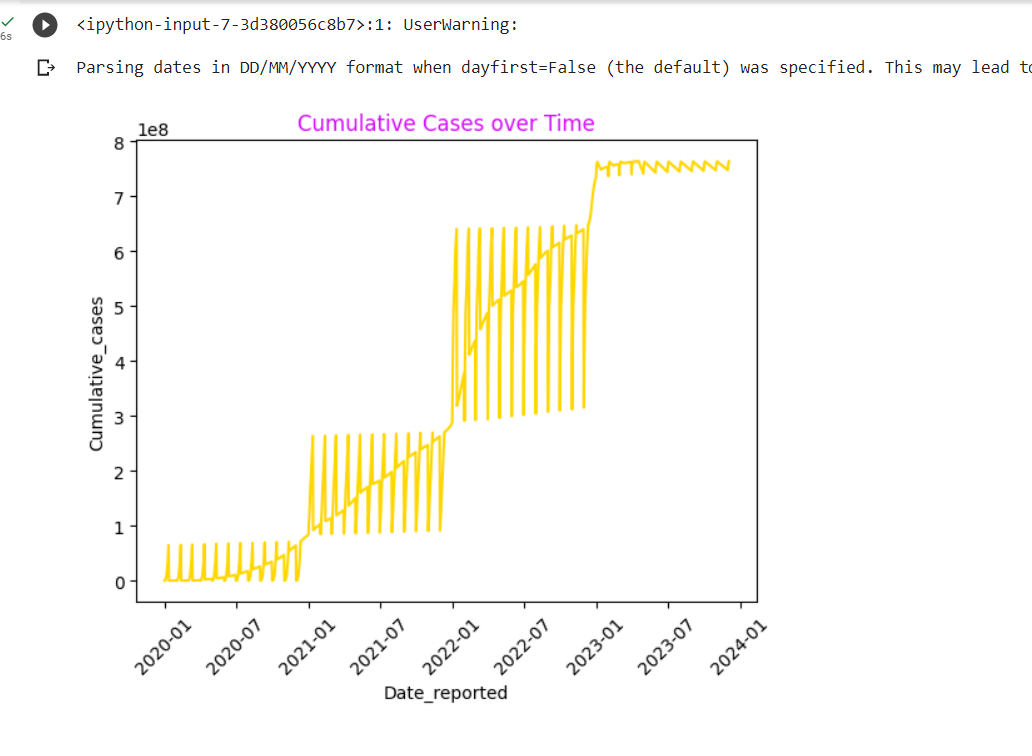 <ipython-input-7-3d380056c8b7>:1: UserWarning:
6s
Parsing dates in DD/MM/YYYY format when dayfirst=False (the default) was specified. This may lead
Cumulative Cases over Time
1e8
8
7
6
5
4
3
2
1
0
Cumulative_cases
2020-01
2020-07
2021-01
2021-07
2022-01
2022-07
2023-01
2023-07
2024-01
Date_reported